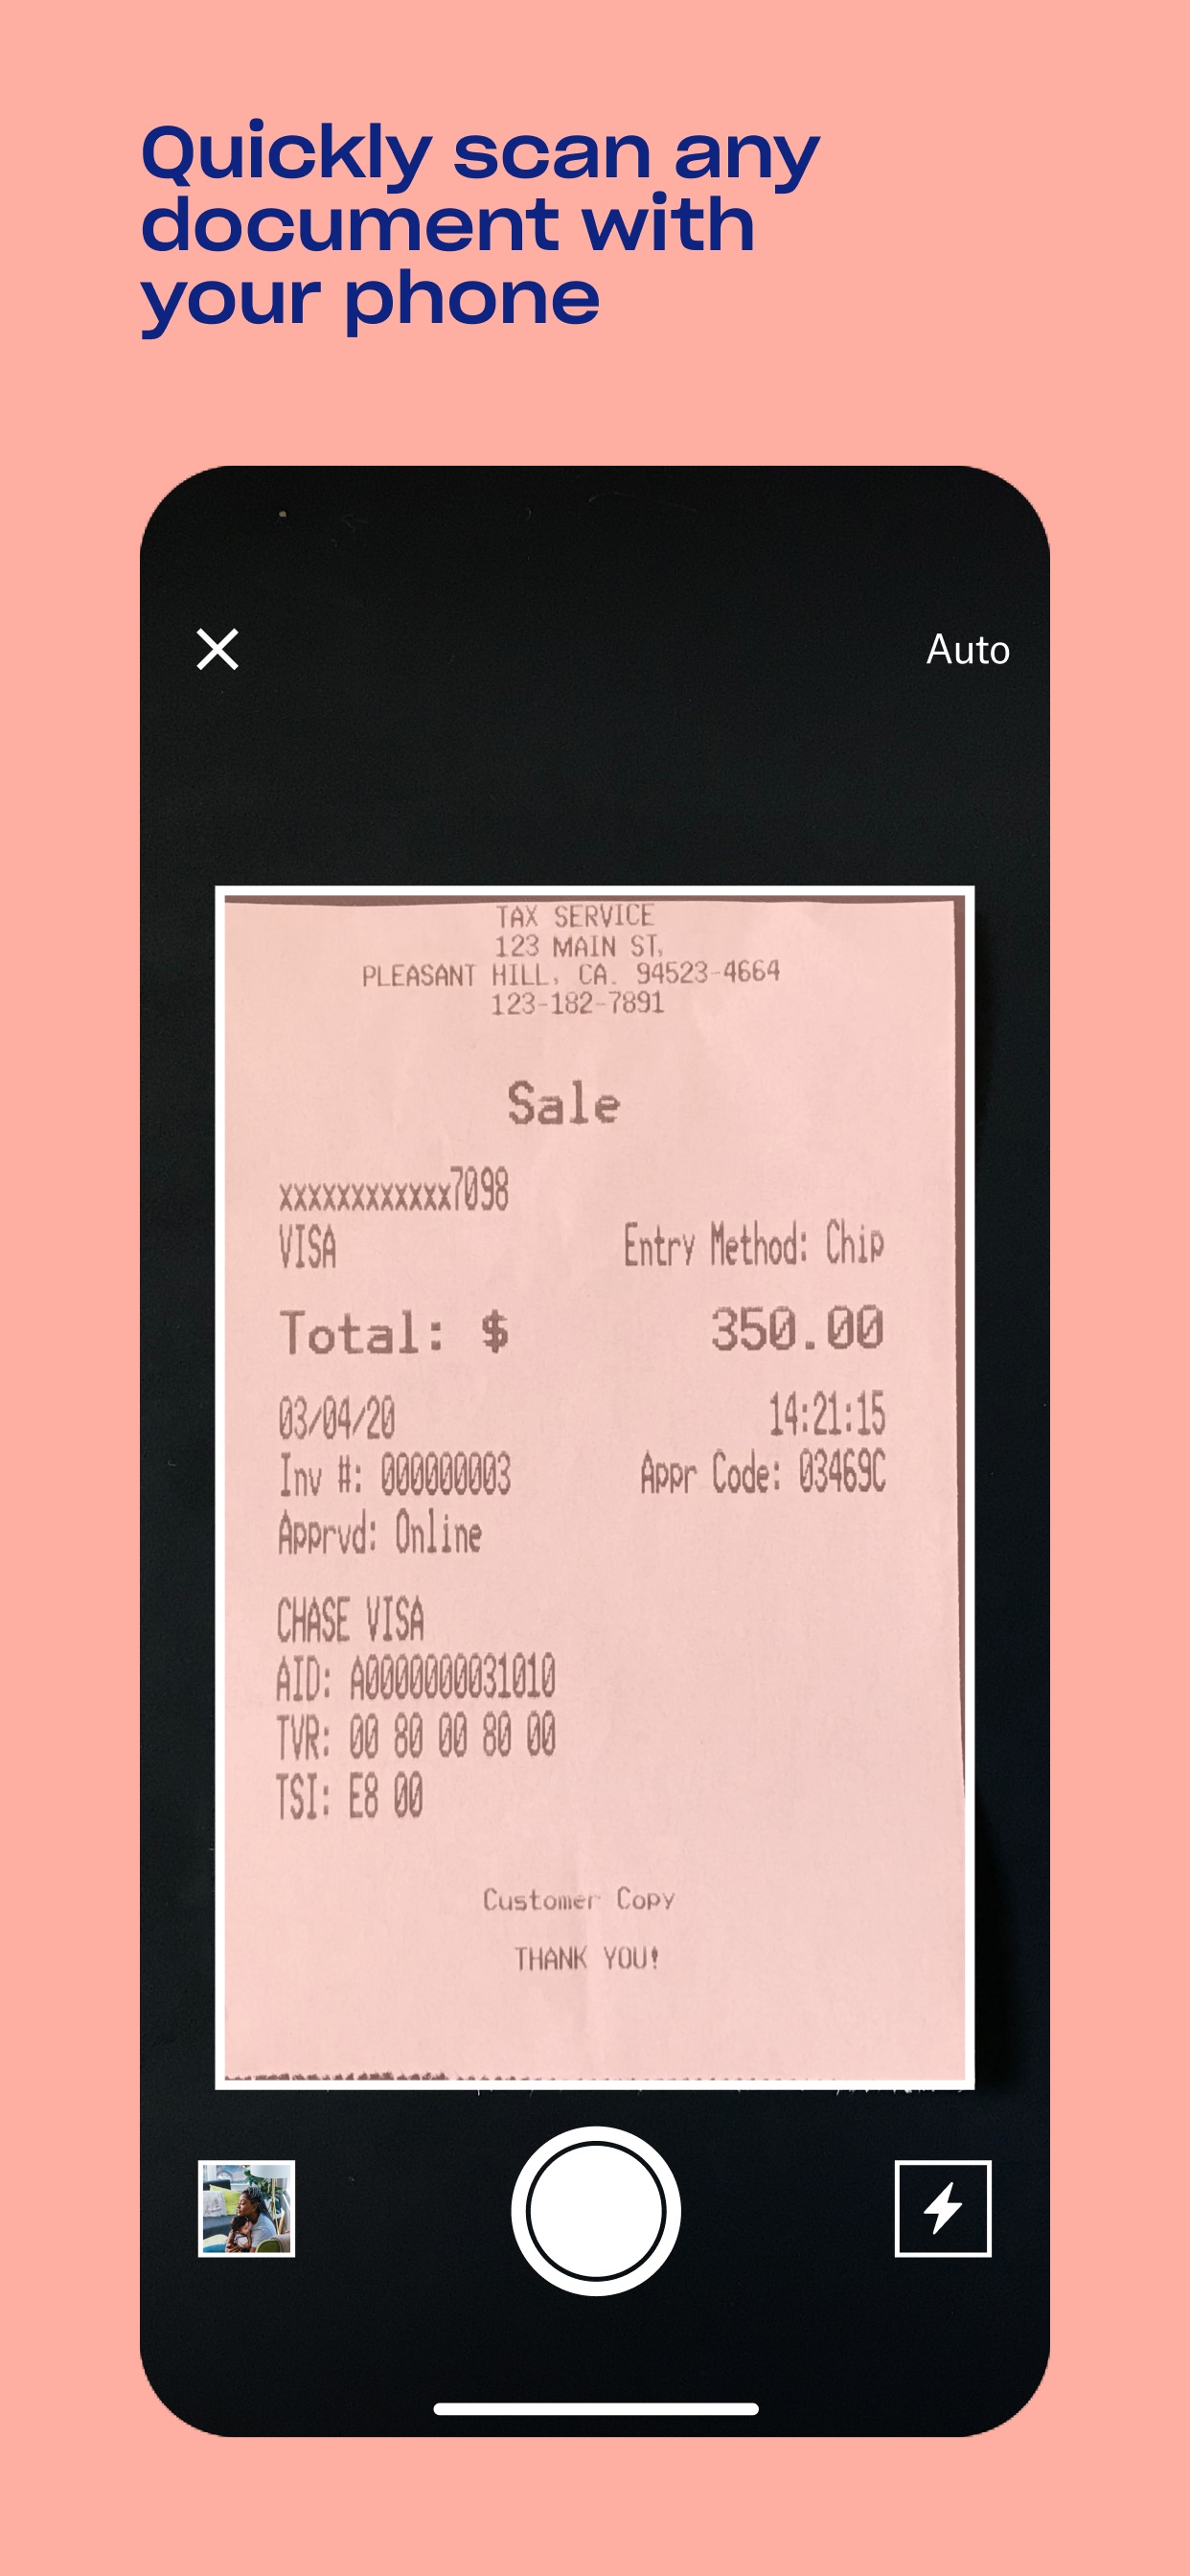 Quickly scan any
document with
your phone
Auto
TAX SERVICE
123 MAIN ST,
PLEASANT HILL, CA. 94523-4664
123-182-7891
Sale
xxxxxxxxxxxx7098
VISA Entry Method: Chip
Total: $ 350.00
03/04/20 14:21:15
Inv #: 000000003 Appr Code: 03469C
Apprvd: Online
CHASE VISA
AID: A0000000031010
TVR: 00 80 00 80 00
TSI: E8 00
Customer Copy
THANK YOU!